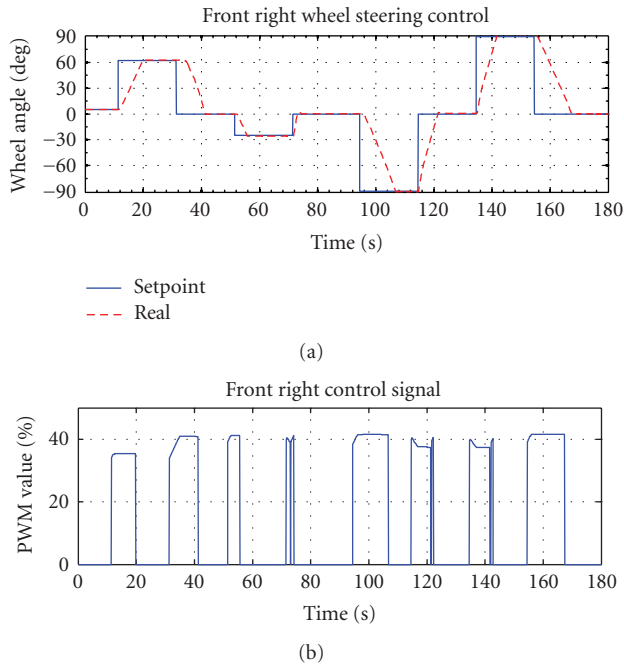 Front right wheel steering control
Wheel angle (deg)
90
60
30
0
−30
−60
−90
0 20 40 60 80 100 120 140 160 180
Time (s)
Setpoint
Real
(a)
Front right control signal
PWM value (%)
40
20
0
0 20 40 60 80 100 120 140 160 180
Time (s)
(b)